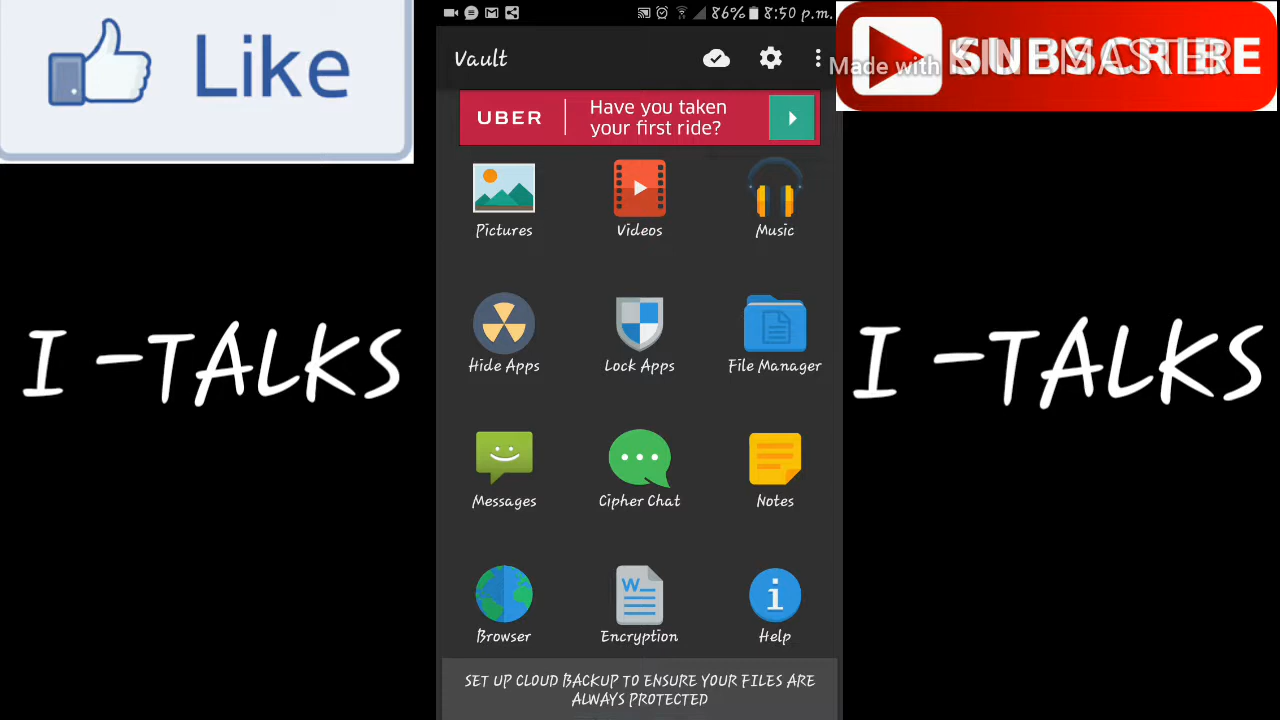 Like
86% 8:50 p.m.
Vault
Made with KINEMASTER
SUBSCRIBE
UBER
Have you taken
your first ride?
Pictures
Videos
Music
Hide Apps
Lock Apps
File Manager
I-TALKS
I-TALKS
Messages
Cipher Chat
Notes
W
Browser
Encryption
Help
SET UP CLOUD BACKUP TO ENSURE YOUR FILES ARE
ALWAYS PROTECTED